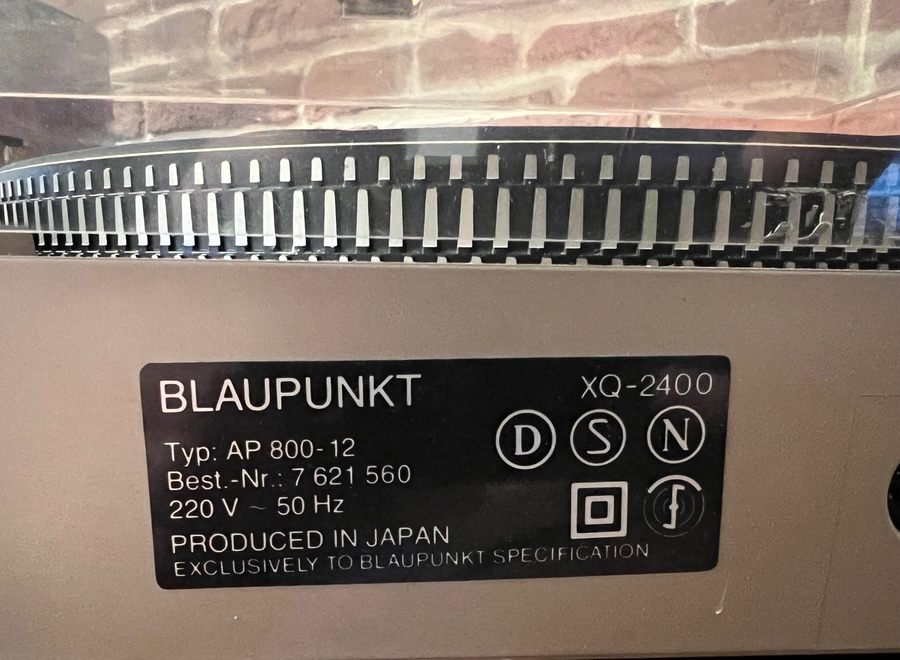 BLAUPUNKT XQ-2400
Typ: AP 800-12
D S N
Best.-Nr.: 7 621 560
220 V ~ 50 Hz
PRODUCED IN JAPAN
EXCLUSIVELY TO BLAUPUNKT SPECIFICATION